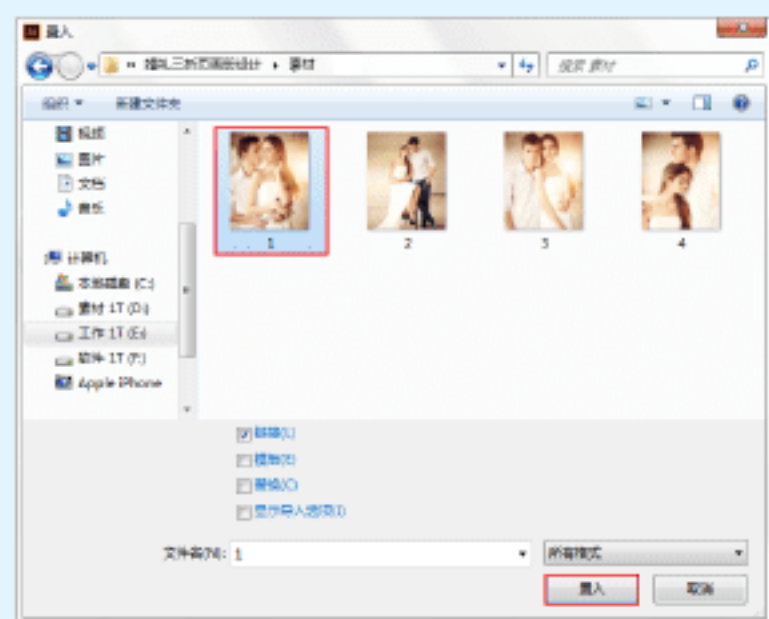 置入
« 婚礼三折页画册设计 ▸ 素材
搜索 素材
组织 ▼ 新建文件夹
视频
图片
文档
音乐
计算机
本地磁盘 (C:)
素材 1T (D:)
工作 1T (E:)
软件 1T (F:)
Apple iPhone
1
2
3
4
链接(L)
模板(E)
替换(C)
显示导入选项(I)
文件名(N): 1
所有格式
置入
取消